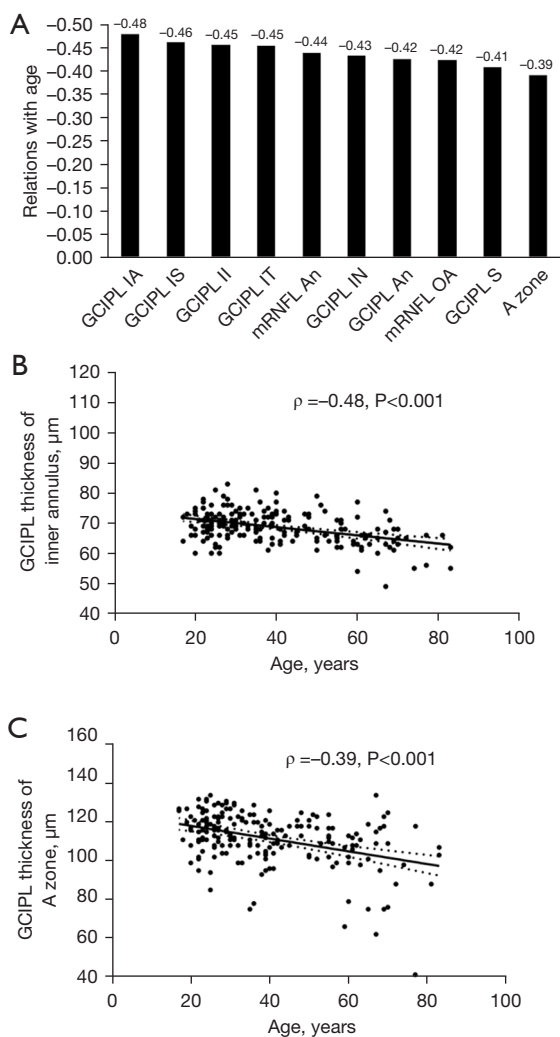 A
–0.50
–0.45
–0.40
–0.35
–0.30
–0.25
–0.20
–0.15
–0.10
–0.05
0.00
Relations with age
–0.48
–0.46
–0.45
–0.45
–0.44
–0.43
–0.42
–0.42
–0.41
–0.39
GCIPL IA
GCIPL IS
GCIPL II
GCIPL IT
mRNFL An
GCIPL IN
GCIPL An
mRNFL OA
GCIPL S
A zone
B
ρ =–0.48, P<0.001
GCIPL thickness of
inner annulus, μm
120
110
100
90
80
70
60
50
40
0
20
40
60
80
100
Age, years
C
ρ =–0.39, P<0.001
GCIPL thickness of
A zone, μm
160
140
120
100
80
60
40
0
20
40
60
80
100
Age, years